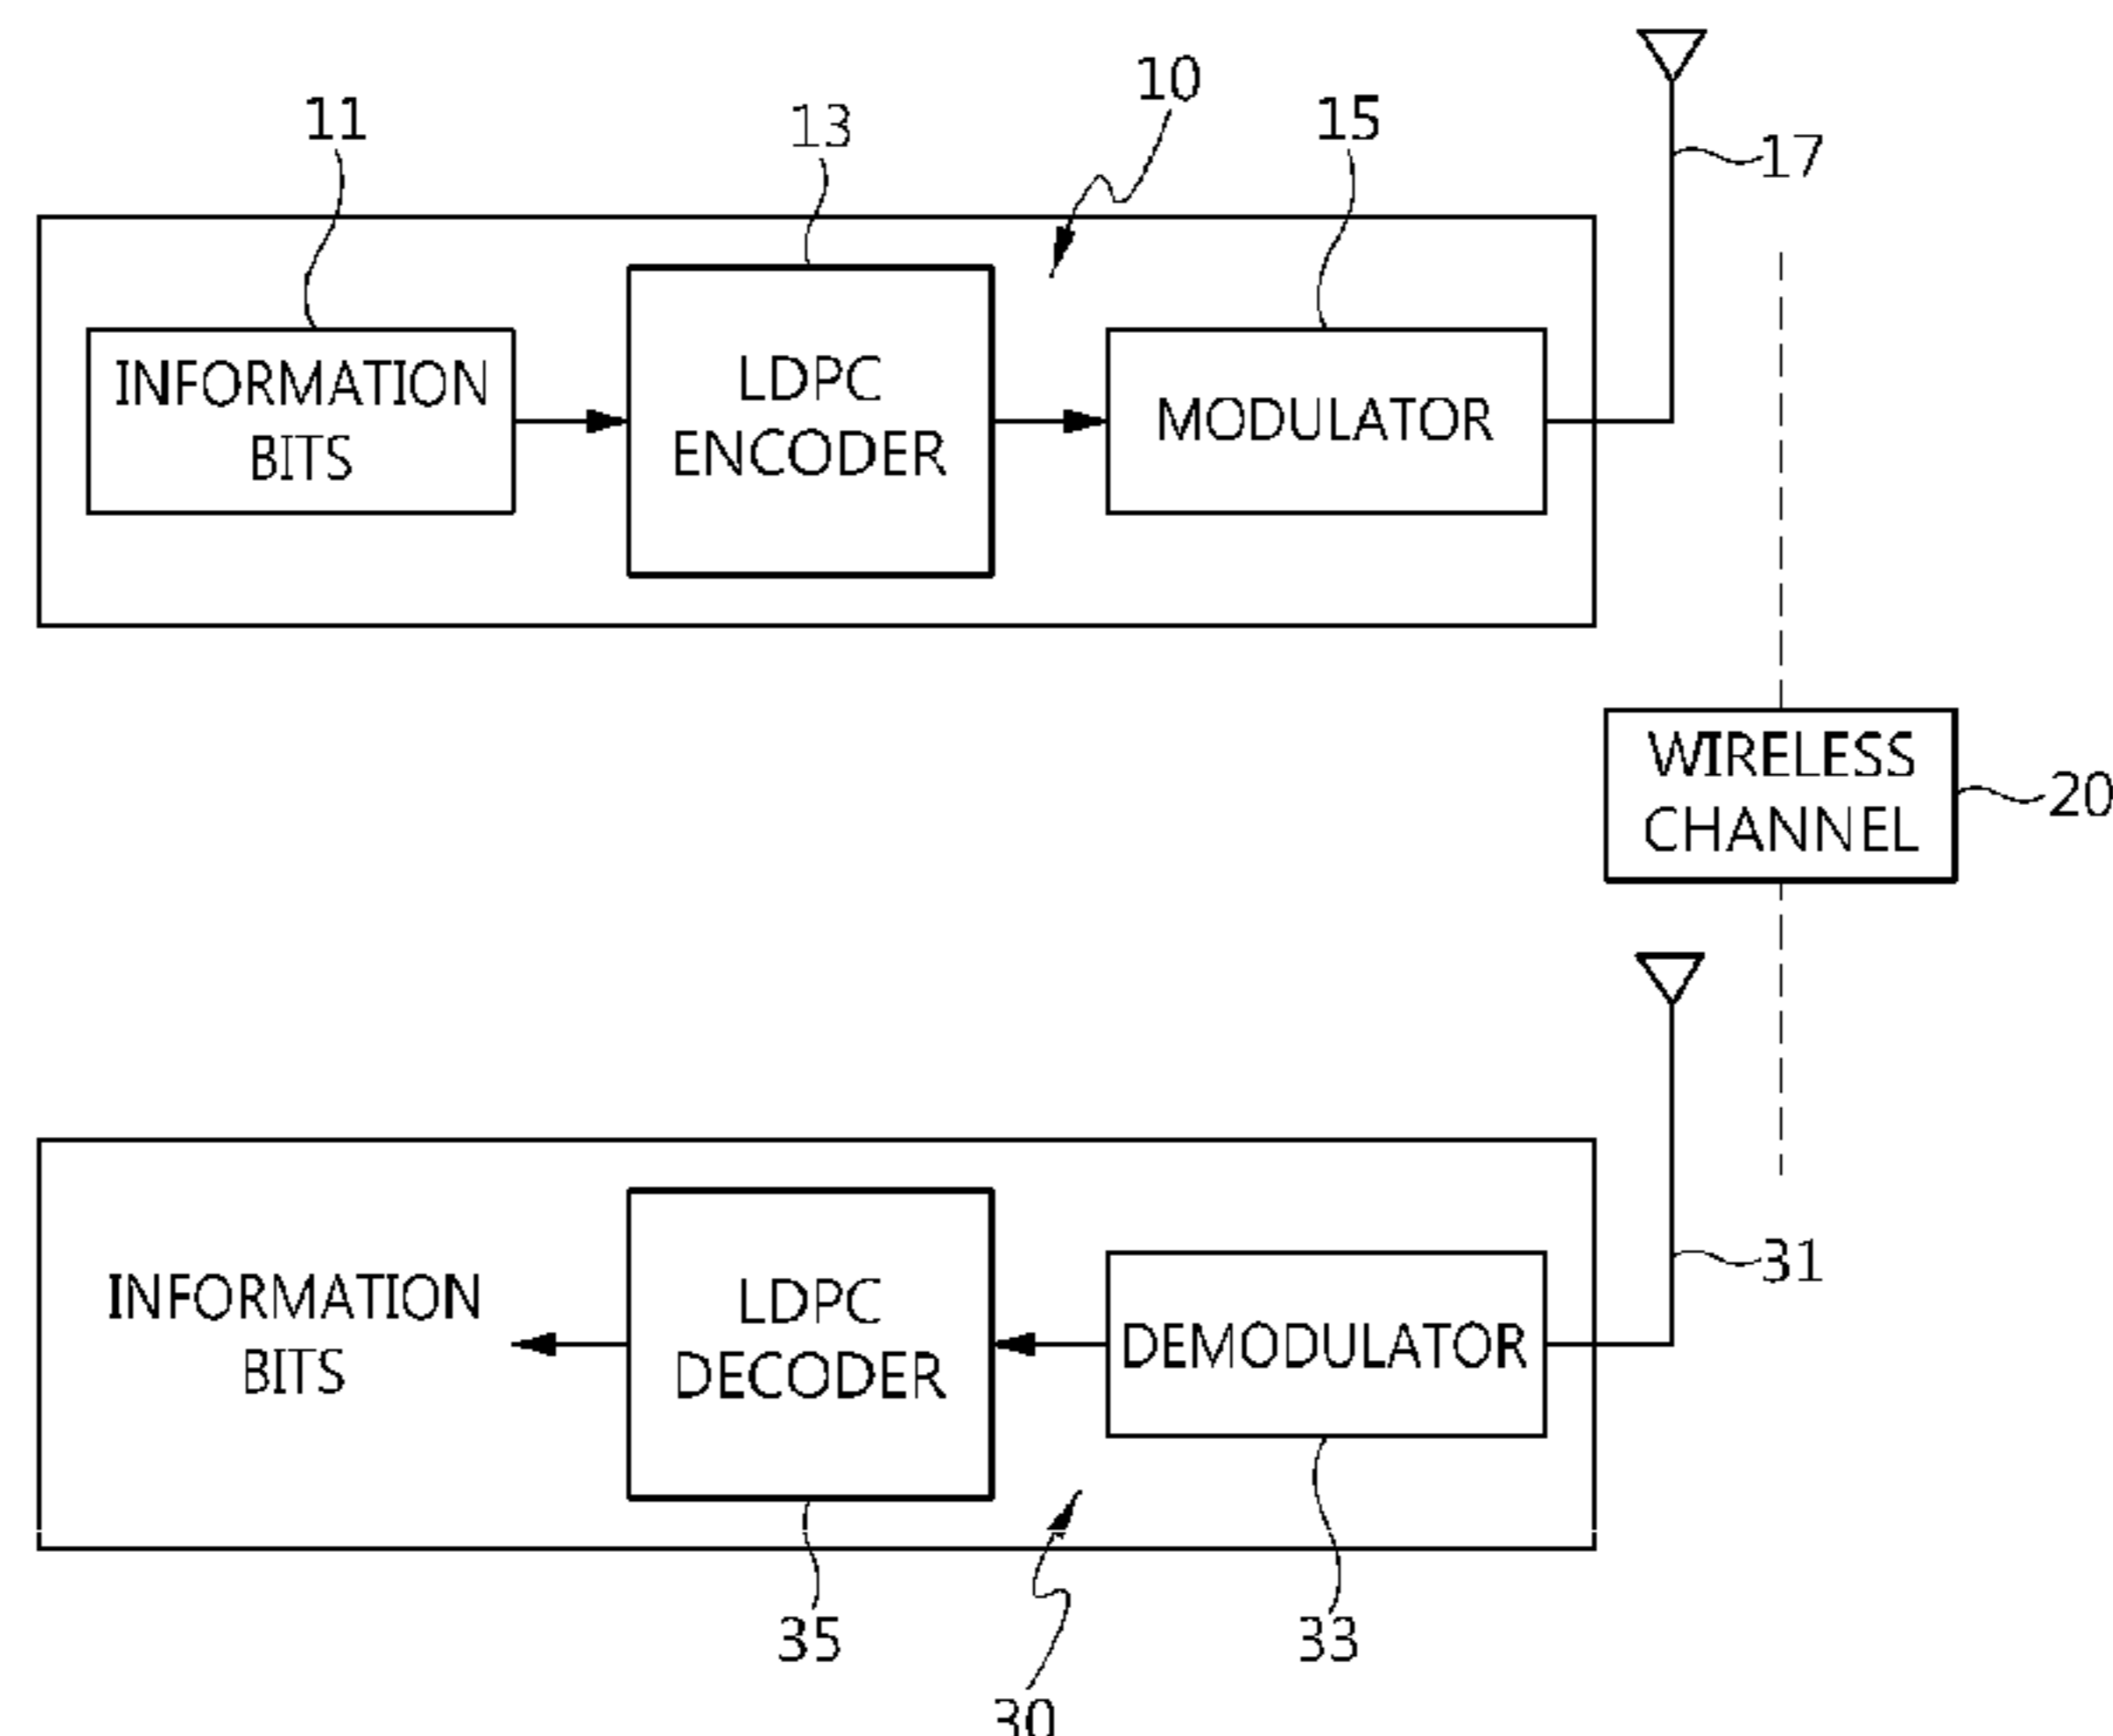 10
11
13
15
17
INFORMATION
BITS
LDPC
ENCODER
MODULATOR
WIRELESS
CHANNEL
20
31
INFORMATION
BITS
LDPC
DECODER
DEMODULATOR
35
33
30